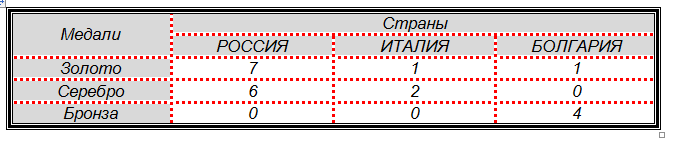 Медали
Страны
РОССИЯ ИТАЛИЯ БОЛГАРИЯ
Золото 7 1 1
Серебро 6 2 0
Бронза 0 0 4